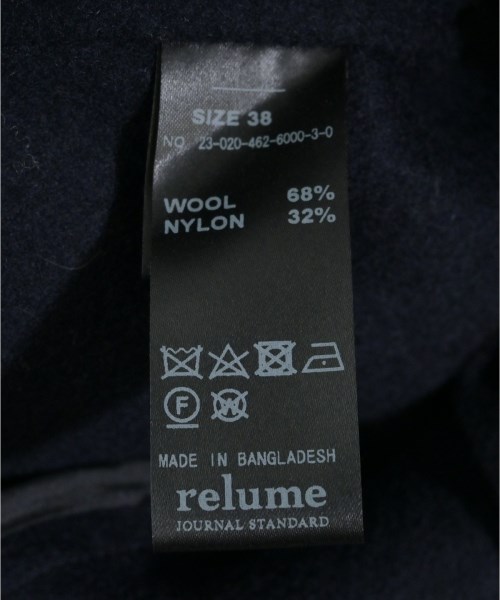 SIZE 38
NO. 23-020-462-6000-3-0
WOOL 68%
NYLON 32%
F W
MADE IN BANGLADESH
relume
JOURNAL STANDARD